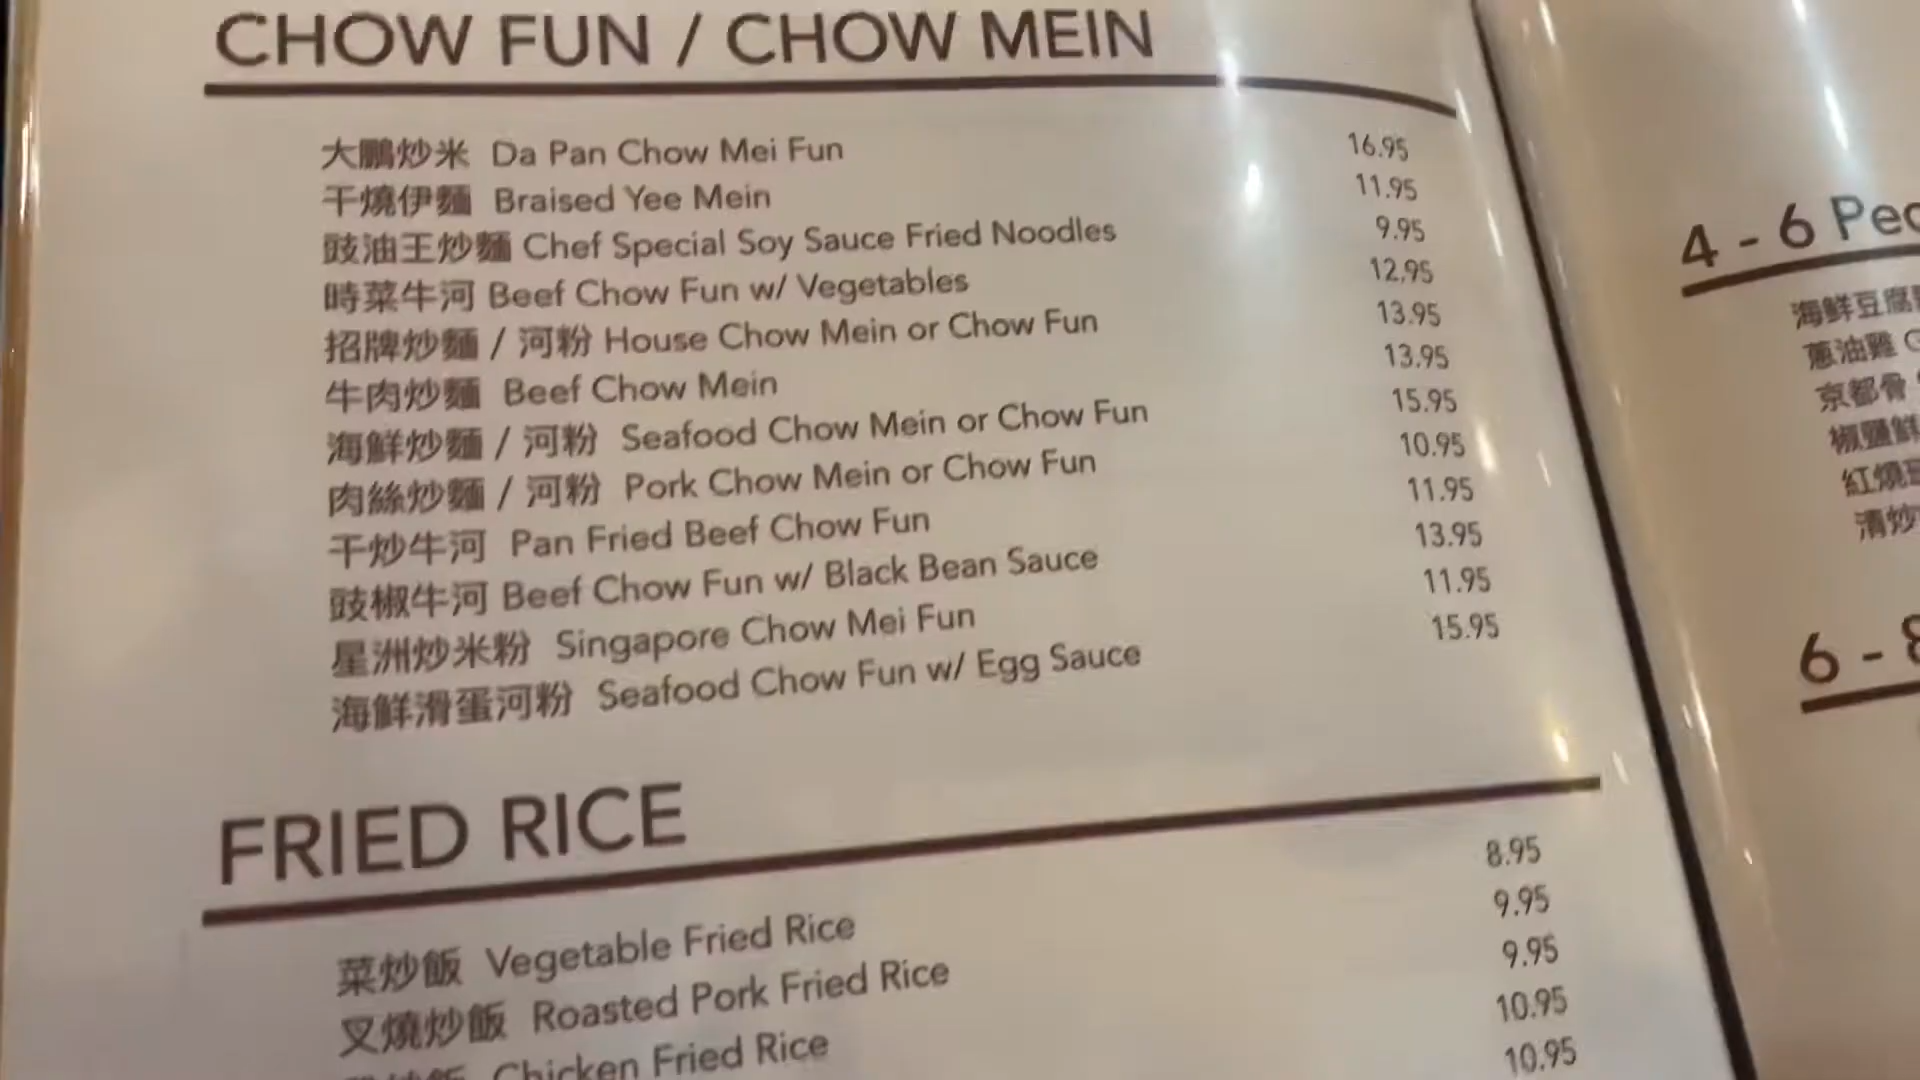 CHOW FUN / CHOW MEIN
大鵬炒米 Da Pan Chow Mei Fun 16.95
干燒伊麵 Braised Yee Mein 11.95
豉油王炒麵 Chef Special Soy Sauce Fried Noodles 9.95
時菜牛河 Beef Chow Fun w/ Vegetables 12.95
招牌炒麵 / 河粉 House Chow Mein or Chow Fun 13.95
牛肉炒麵 Beef Chow Mein 13.95
海鮮炒麵 / 河粉 Seafood Chow Mein or Chow Fun 15.95
肉絲炒麵 / 河粉 Pork Chow Mein or Chow Fun 10.95
干炒牛河 Pan Fried Beef Chow Fun 11.95
豉椒牛河 Beef Chow Fun w/ Black Bean Sauce 13.95
星洲炒米粉 Singapore Chow Mei Fun 11.95
海鮮滑蛋河粉 Seafood Chow Fun w/ Egg Sauce 15.95
FRIED RICE
菜炒飯 Vegetable Fried Rice 8.95
叉燒炒飯 Roasted Pork Fried Rice 9.95
Chicken Fried Rice 9.95
10.95
10.95
4 - 6
海鮮豆腐
蔥油雞
京都骨
椒鹽鮮
紅燒
清炒
6 -